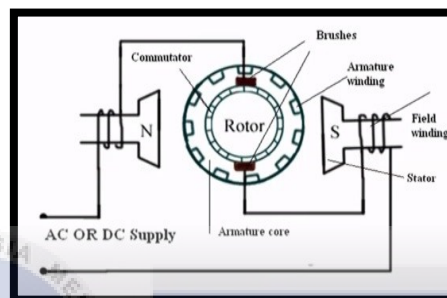 Brushes
Commutator
Armature
winding
N
Rotor
S
Field
winding
Stator
AC OR DC Supply
Armature core